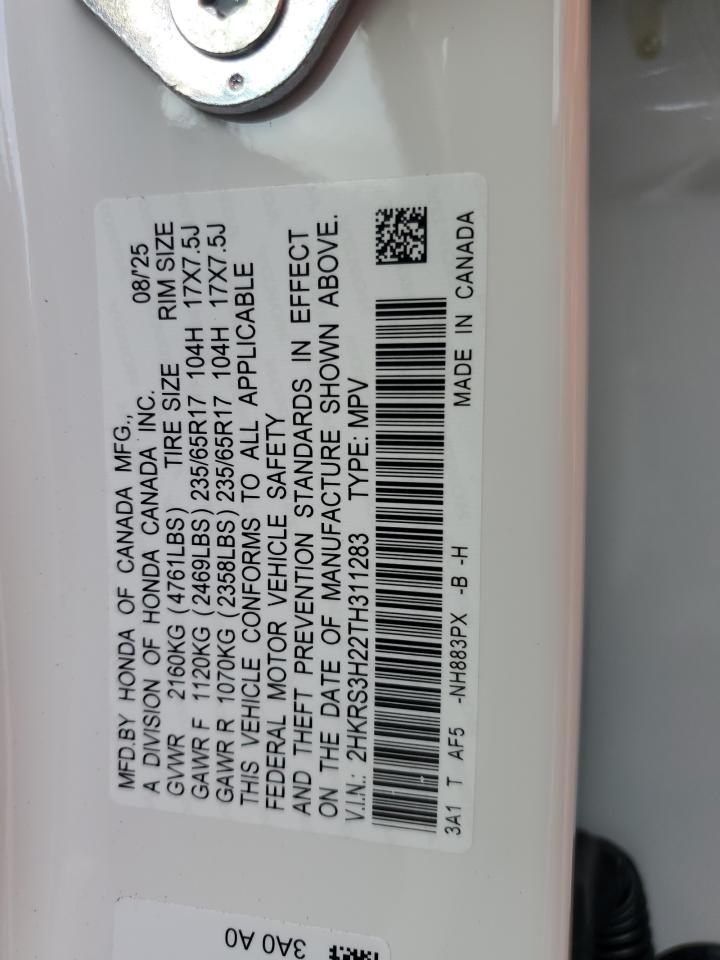 MFD.BY HONDA OF CANADA MFG.,
A DIVISION OF HONDA CANADA INC. 08/'25
GVWR 2160KG (4761LBS) TIRE SIZE RIM SIZE
GAWR F 1120KG (2469LBS) 235/65R17 104H 17X7.5J
GAWR R 1070KG (2358LBS) 235/65R17 104H 17X7.5J
THIS VEHICLE CONFORMS TO ALL APPLICABLE
FEDERAL MOTOR VEHICLE SAFETY
AND THEFT PREVENTION STANDARDS IN EFFECT
ON THE DATE OF MANUFACTURE SHOWN ABOVE.
V.I.N.: 2HKRS3H22TH311283 TYPE: MPV
3A1 T AF5 -NH883PX -B -H MADE IN CANADA
3A0 A0